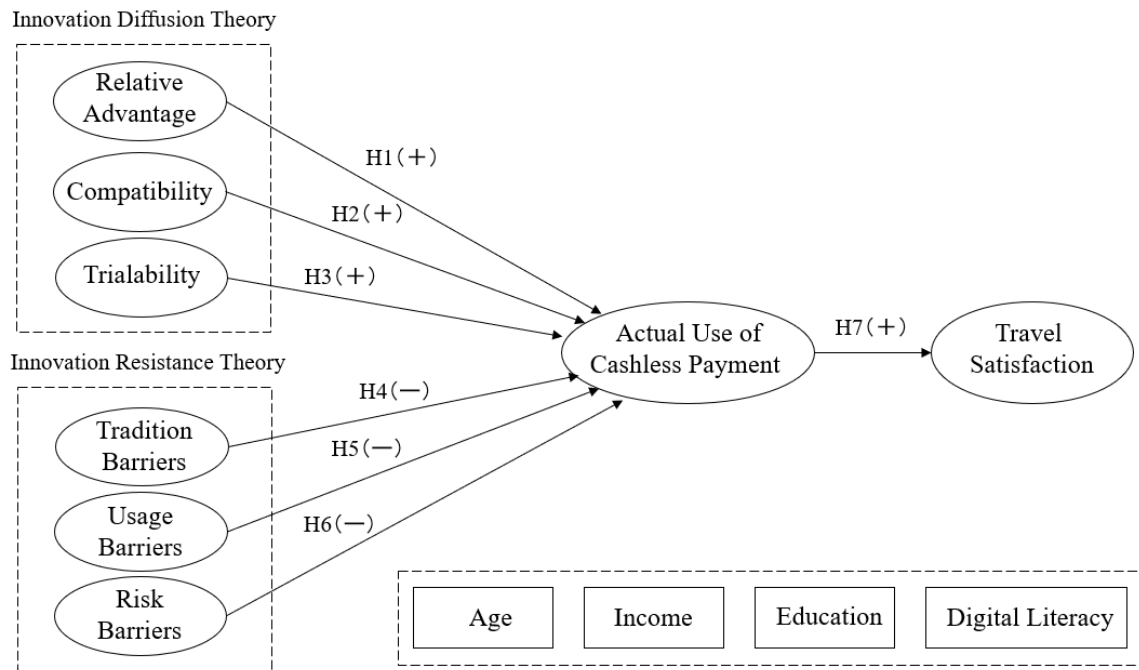 Innovation Diffusion Theory
Relative
Advantage
Compatibility
Trialability
H1(+)
H2(+)
H3(+)
Innovation Resistance Theory
Tradition
Barriers
Usage
Barriers
Risk
Barriers
H4(—)
H5(—)
H6(—)
Actual Use of
Cashless Payment
H7(+)
Travel
Satisfaction
Age
Income
Education
Digital Literacy